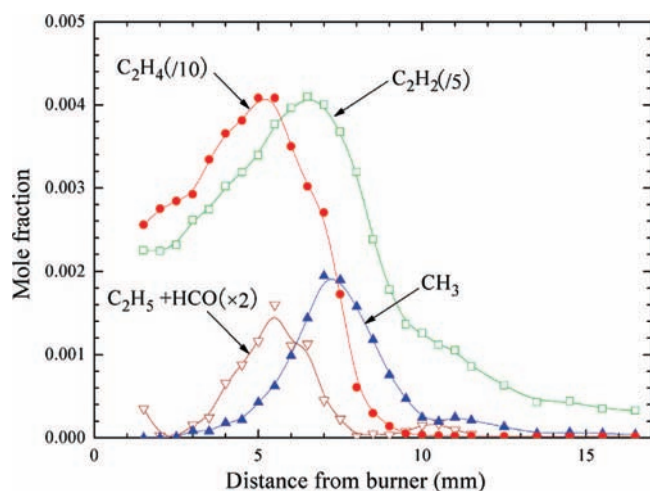 0.005
C₂H₄(/10)
C₂H₂(/5)
0.004
0.003
0.002
CH₃
C₂H₅ +HCO(×2)
0.001
0.000
0 5 10 15
Mole fraction
Distance from burner (mm)